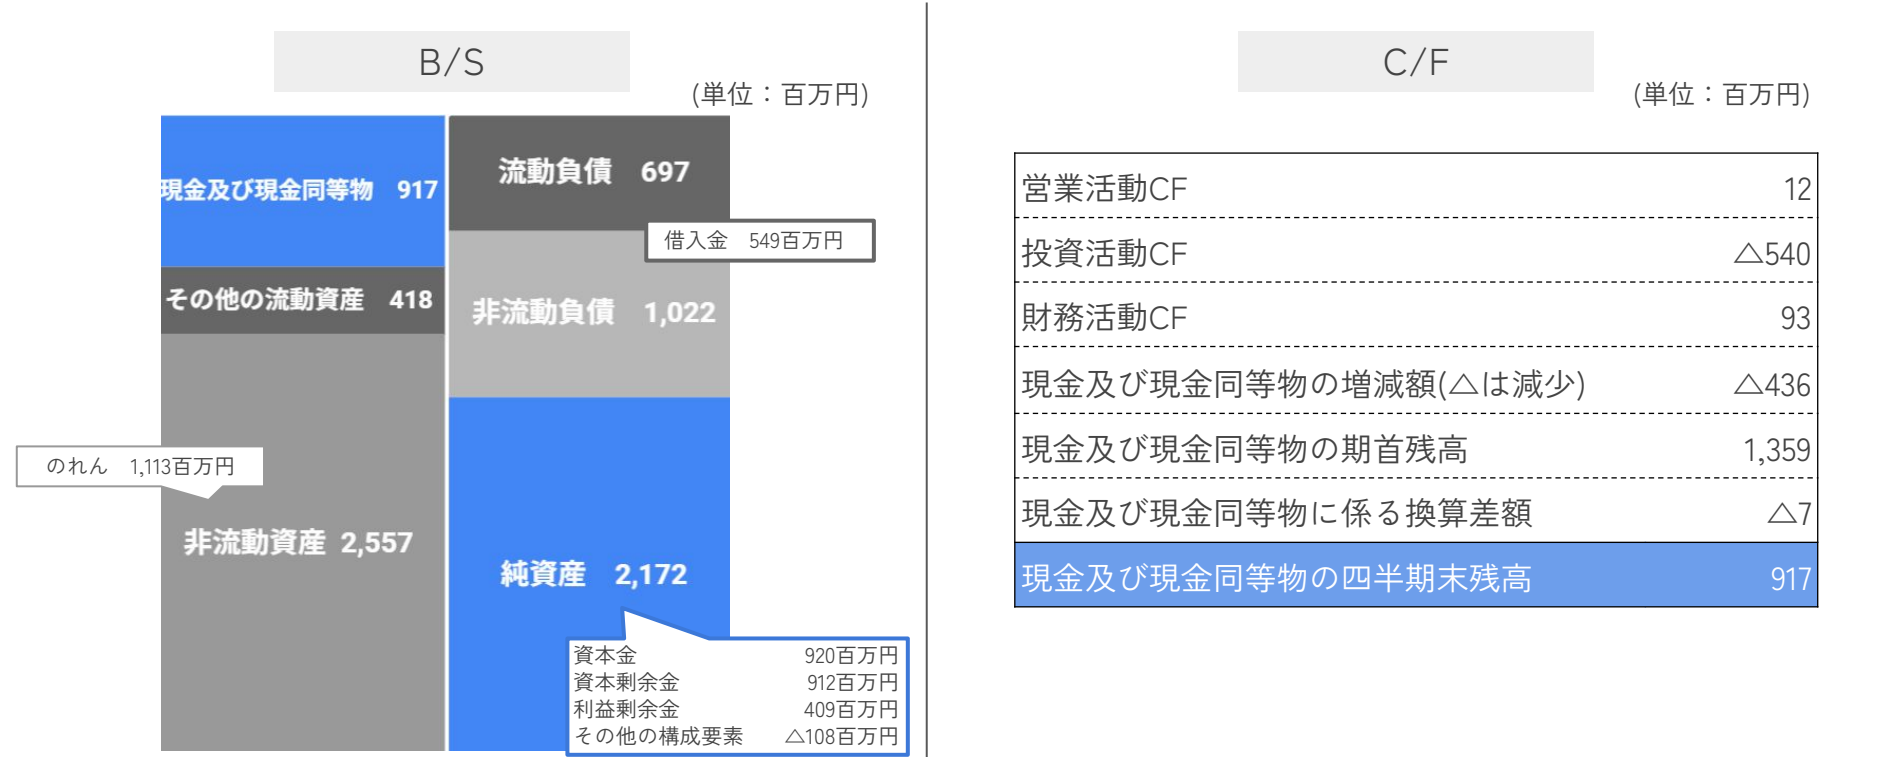 B/S
(単位：百万円)
現金及び現金同等物 917
その他の流動資産 418
のれん 1,113百万円
非流動資産 2,557
流動負債 697
借入金 549百万円
非流動負債 1,022
純資産 2,172
資本金 920百万円
資本剰余金 912百万円
利益剰余金 409百万円
その他の構成要素 △108百万円
C/F
(単位：百万円)
営業活動CF 12
投資活動CF △540
財務活動CF 93
現金及び現金同等物の増減額(△は減少) △436
現金及び現金同等物の期首残高 1,359
現金及び現金同等物に係る換算差額 △7
現金及び現金同等物の四半期末残高 917